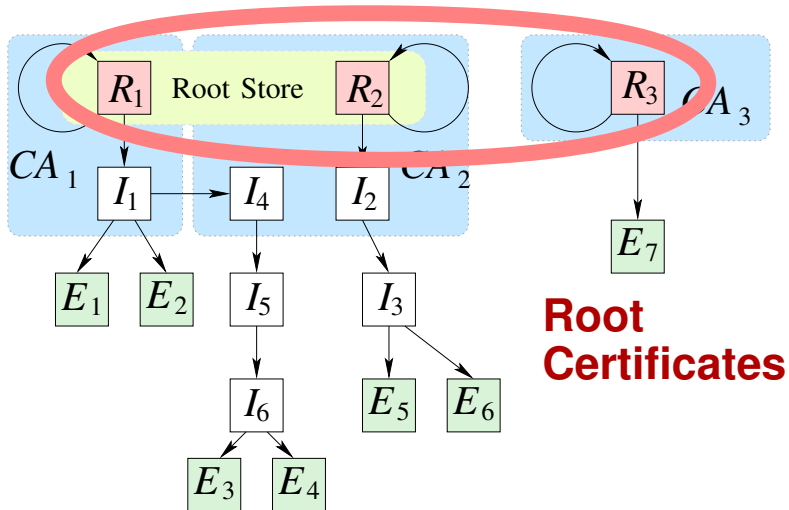 R1 Root Store R2 R3
CA 1 CA 2 CA 3
I1 I4 I2
E1 E2 I5 I3 E7
Root
Certificates
I6 E5 E6
E3 E4